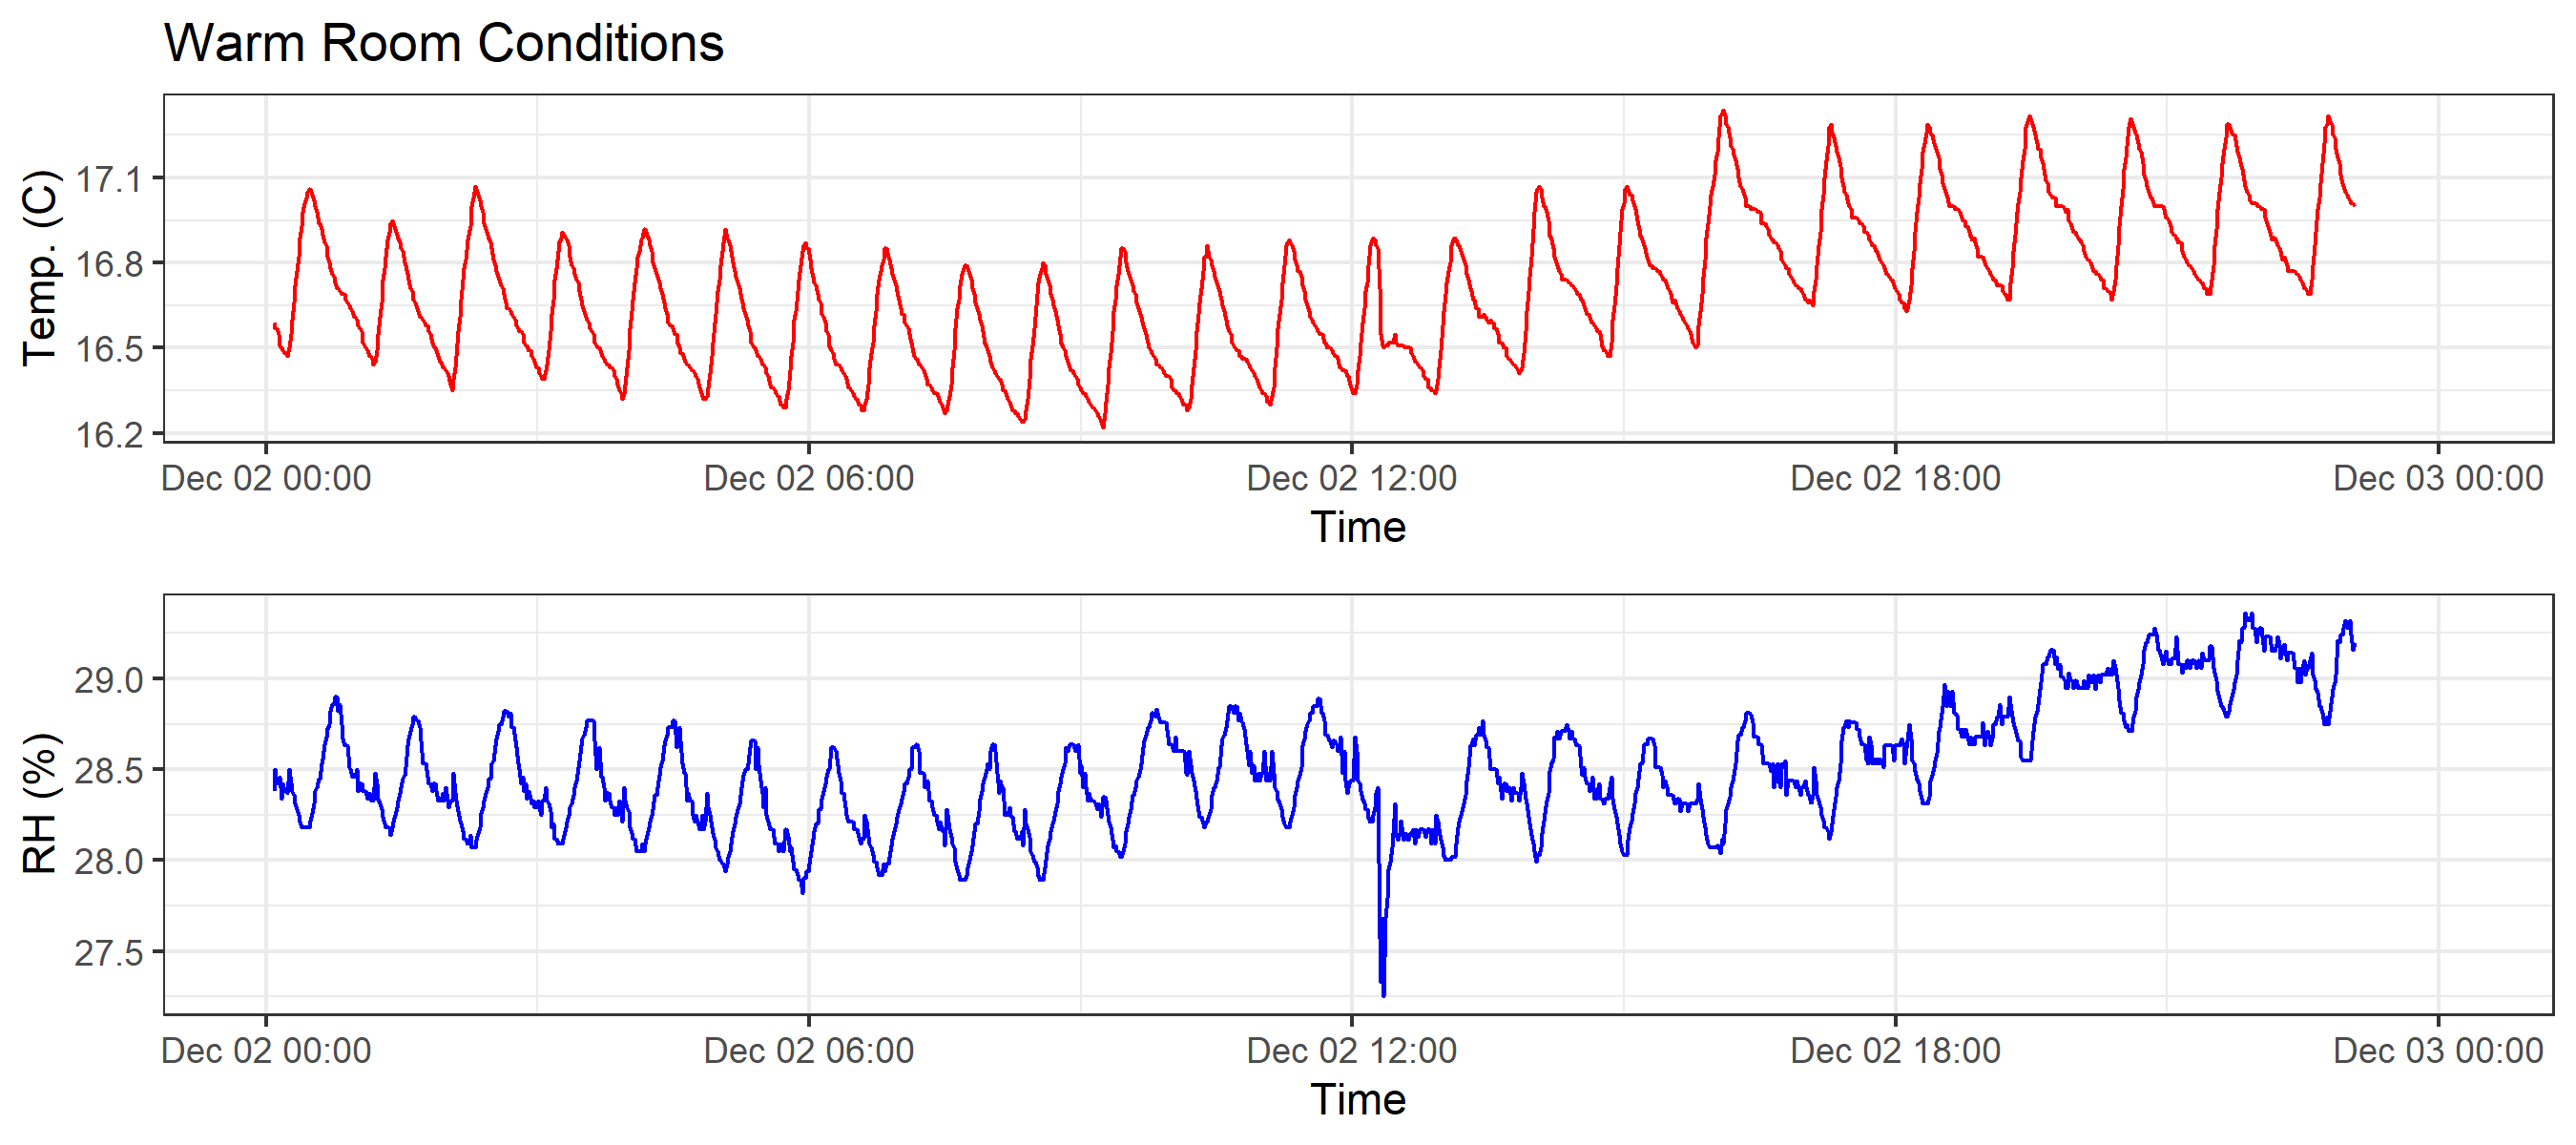 Warm Room Conditions
Temp. (C)
17.1
16.8
16.5
16.2
Dec 02 00:00 Dec 02 06:00 Dec 02 12:00 Dec 02 18:00 Dec 03 00:00
Time
RH (%)
29.0
28.5
28.0
27.5
Dec 02 00:00 Dec 02 06:00 Dec 02 12:00 Dec 02 18:00 Dec 03 00:00
Time